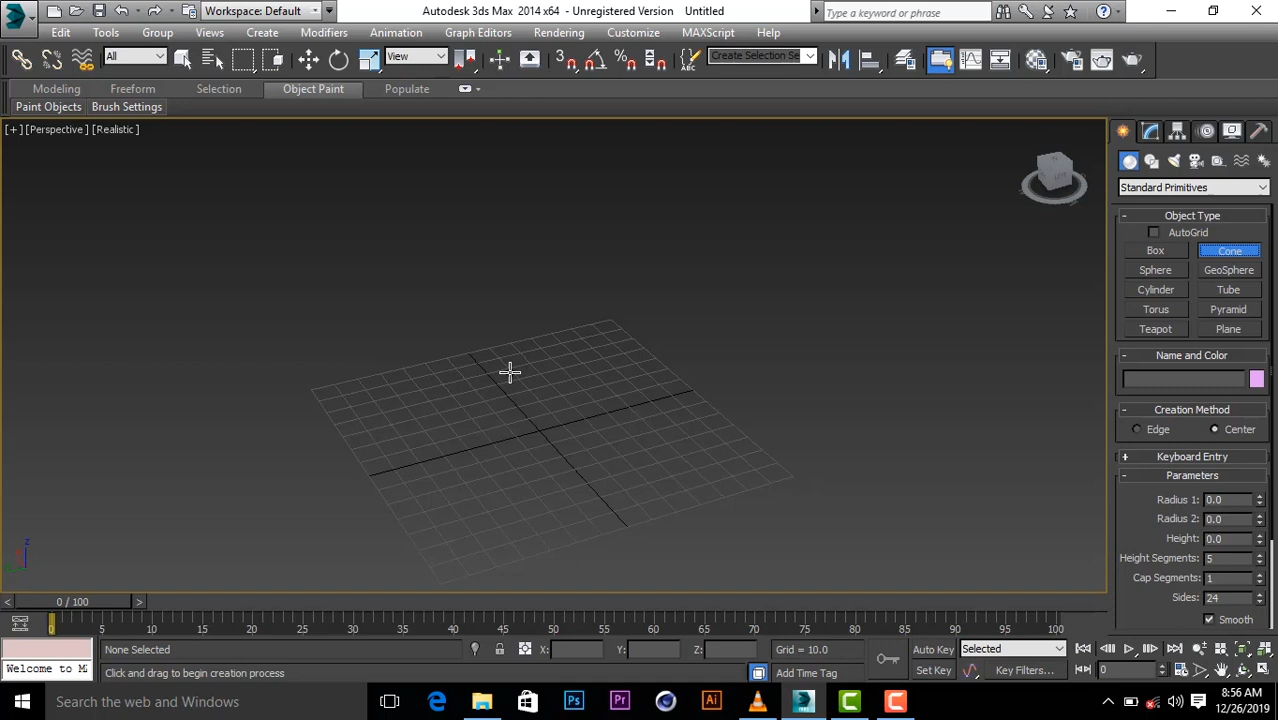 Workspace: Default
Autodesk 3ds Max 2014 x64 - Unregistered Version Untitled
Type a keyword or phrase
Edit Tools Group Views Create Modifiers Animation Graph Editors Rendering Customize MAXScript Help
All
View
3
Create Selection Se
Modeling Freeform Selection Object Paint Populate
Paint Objects Brush Settings
[+] [Perspective] [Realistic]
Standard Primitives
- Object Type
AutoGrid
Box Cone
Sphere GeoSphere
Cylinder Tube
Torus Pyramid
Teapot Plane
- Name and Color
- Creation Method
Edge Center
+ Keyboard Entry
- Parameters
Radius 1: 0.0
Radius 2: 0.0
Height: 0.0
Height Segments: 5
Cap Segments: 1
Sides: 24
Smooth
z
< 0 / 100 >
0 5 10 15 20 25 30 35 40 45 50 55 60 65 70 75 80 85 90 95 100
None Selected X: Y: Z: Grid = 10.0 Auto Key Selected
Welcome to M
Click and drag to begin creation process Add Time Tag Set Key Key Filters... 0
Search the web and Windows
Ps Pr Ai
8:56 AM
12/26/2019